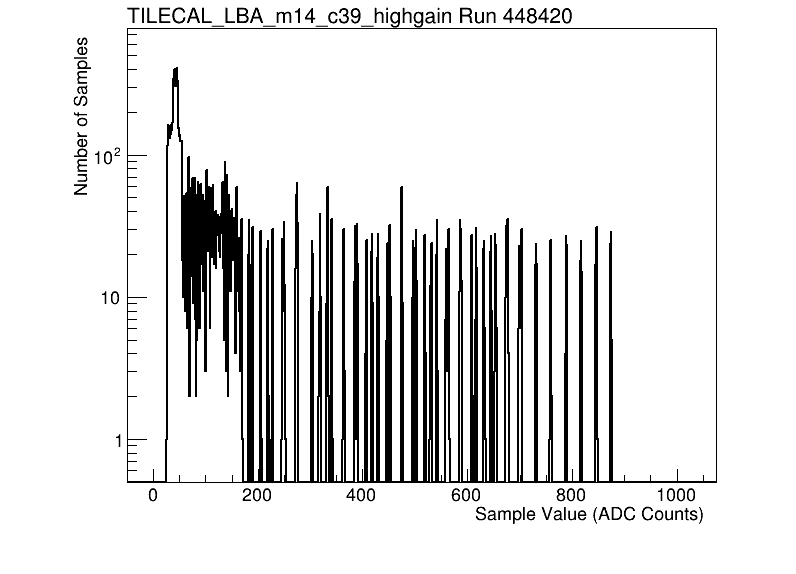 TILECAL_LBA_m14_c39_highgain Run 448420
Number of Samples
10²
10
1
0 200 400 600 800 1000
Sample Value (ADC Counts)